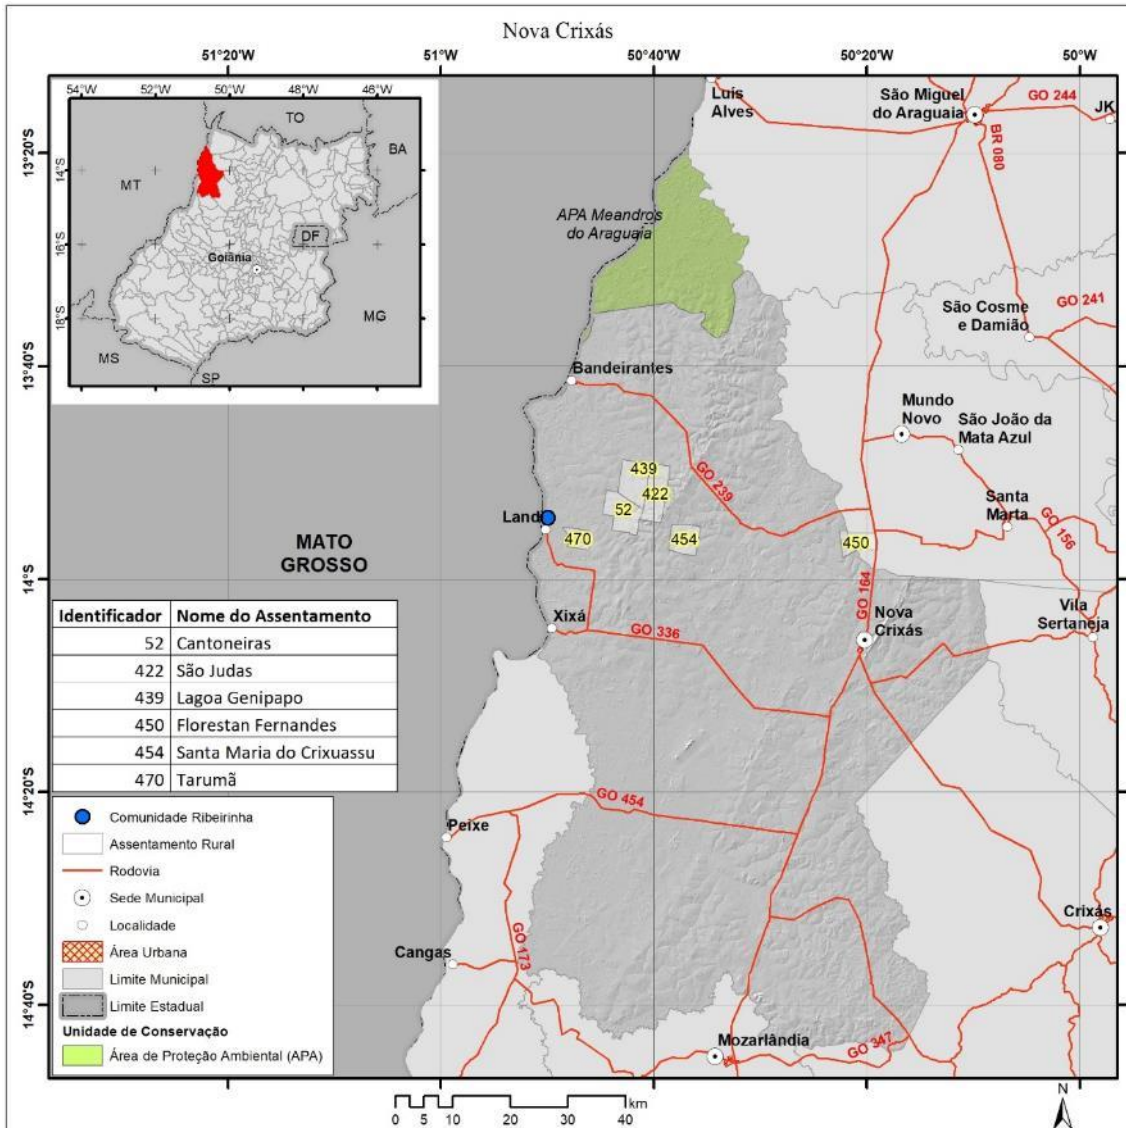 Nova Crixás
51°20'W
51°W
50°40'W
50°20'W
50°W
54°W
52°W
50°W
48°W
46°W
TO
BA
MT
14°S
16°S
18°S
DF
Goiânia
MG
MS
SP
13°20'S
13°40'S
14°S
14°20'S
14°40'S
Luis
Alves
São Miguel
do Araguaia
GO 244
JK
BR 080
APA Meandros
do Araguaia
São Cosme
e Damião
GO 241
Bandeirantes
Mundo
Novo
São João da
Mata Azul
GO 239
439
422
52
Land
470
454
450
Santa
Marta
GO 156
MATO
GROSSO
GO 164
Xixá
GO 336
Nova
Crixás
Vila
Sertaneja
Identificador Nome do Assentamento
52 Cantoneiras
422 São Judas
439 Lagoa Genipapo
450 Florestan Fernandes
454 Santa Maria do Crixuassu
470 Tarumã
GO 454
Peixe
GO 173
Cangas
Crixás
Mozarlândia
GO 347
Comunidade Ribeirinha
Assentamento Rural
Rodovia
Sede Municipal
Localidade
Área Urbana
Limite Municipal
Limite Estadual
Unidade de Conservação
Área de Proteção Ambiental (APA)
km
0 5 10 20 30 40
N